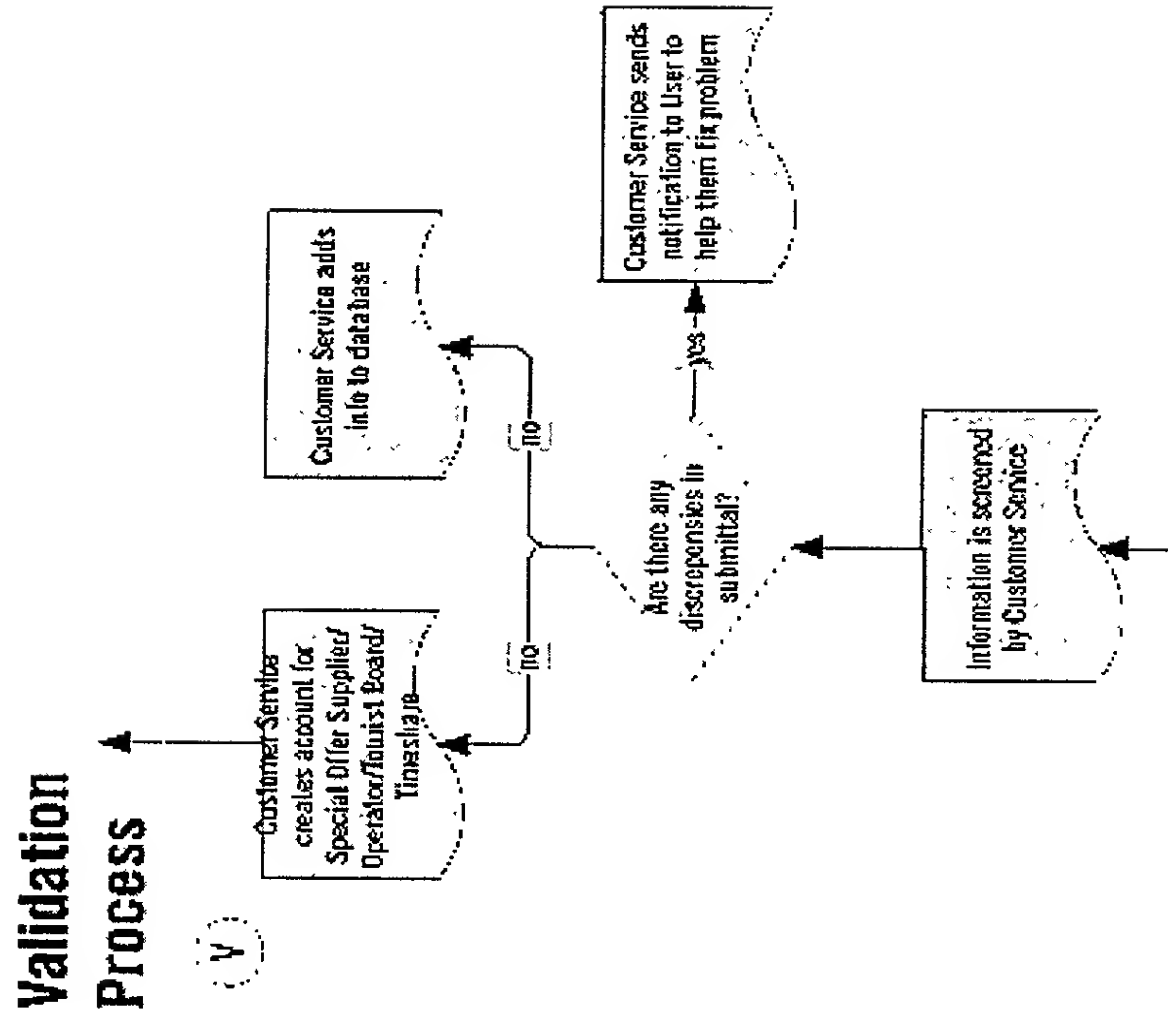 Validation
Process
V
Customer Service
creates account for
Special Offer Supplier/
Operator/Tourist Board/
Timeshare
Customer Service adds
info to database
no
no
Are there any
discrepensies in
submittal?
yes
Customer Service sends
notification to User to
help them fix problem
Information is screened
by Customer Service